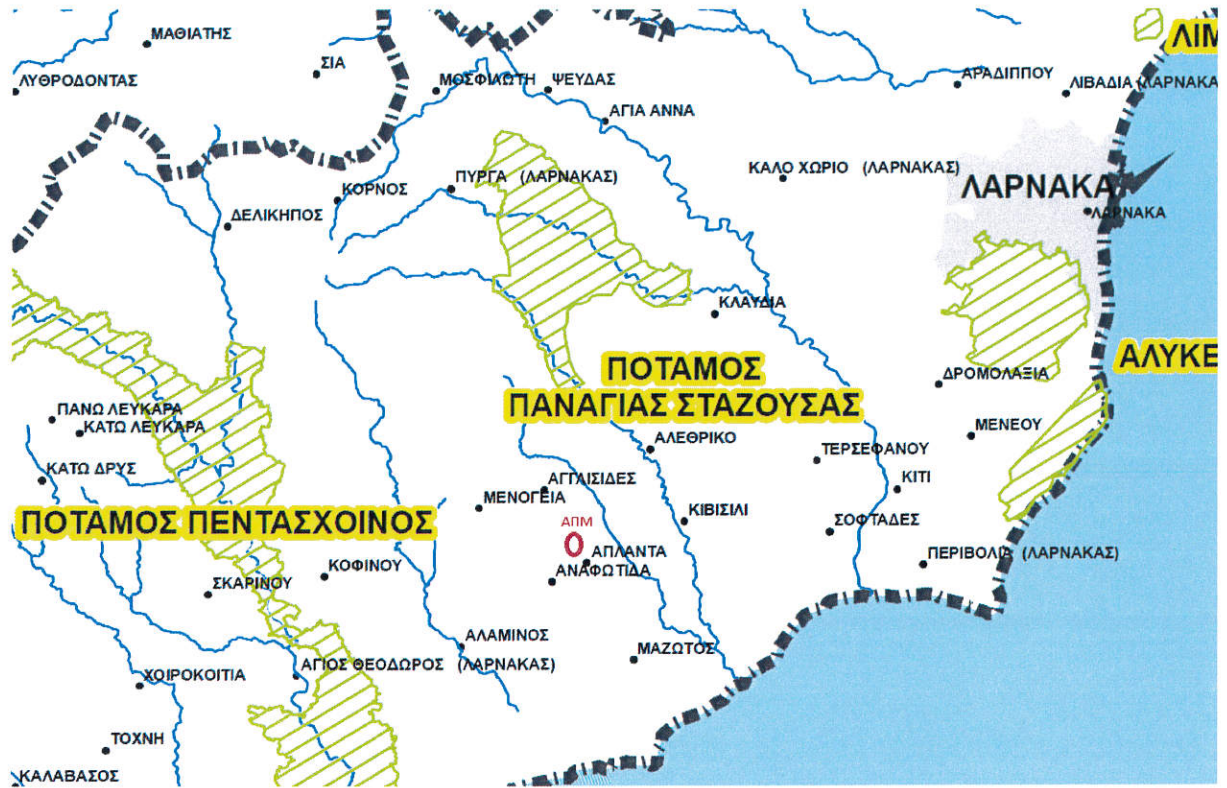 ΜΑΘΙΑΤΗΣ
ΛΙΜ
ΣΙΑ
ΛΥΘΡΟΔΟΝΤΑΣ
ΜΟΣΦΙΛΩΤΗ
ΨΕΥΔΑΣ
ΑΡΑΔΙΠΠΟΥ
ΛΙΒΑΔΙΑ (ΛΑΡΝΑΚΑ
ΑΓΙΑ ΑΝΝΑ
ΚΑΛΟ ΧΩΡΙΟ (ΛΑΡΝΑΚΑΣ)
ΠΥΡΓΑ (ΛΑΡΝΑΚΑΣ)
ΚΟΡΝΟΣ
ΛΑΡΝΑΚΑ
ΛΑΡΝΑΚΑ
ΔΕΛΙΚΗΠΟΣ
ΚΛΑΥΔΙΑ
ΑΛΥΚΕ
ΠΟΤΑΜΟΣ
ΠΑΝΑΓΙΑΣ ΣΤΑΖΟΥΣΑΣ
ΔΡΟΜΟΛΑΞΙΑ
ΠΑΝΩ ΛΕΥΚΑΡΑ
ΚΑΤΩ ΛΕΥΚΑΡΑ
ΜΕΝΕΟΥ
ΑΛΕΘΡΙΚΟ
ΤΕΡΣΕΦΑΝΟΥ
ΚΑΤΩ ΔΡΥΣ
ΑΓΓΛΙΣΙΔΕΣ
ΚΙΤΙ
ΜΕΝΟΓΕΙΑ
ΚΙΒΙΣΙΛΙ
ΣΟΦΤΑΔΕΣ
ΠΟΤΑΜΟΣ ΠΕΝΤΑΣΧΟΙΝΟΣ
ΑΠΜ
ΑΠΛΑΝΤΑ
ΠΕΡΙΒΟΛΙΑ (ΛΑΡΝΑΚΑΣ)
ΚΟΦΙΝΟΥ
ΑΝΑΦΩΤΙΔΑ
ΣΚΑΡΙΝΟΥ
ΑΛΑΜΙΝΟΣ
ΜΑΖΩΤΟΣ
ΑΓΙΟΣ ΘΕΟΔΩΡΟΣ (ΛΑΡΝΑΚΑΣ)
ΧΟΙΡΟΚΟΙΤΙΑ
ΤΟΧΝΗ
ΚΑΛΑΒΑΣΟΣ